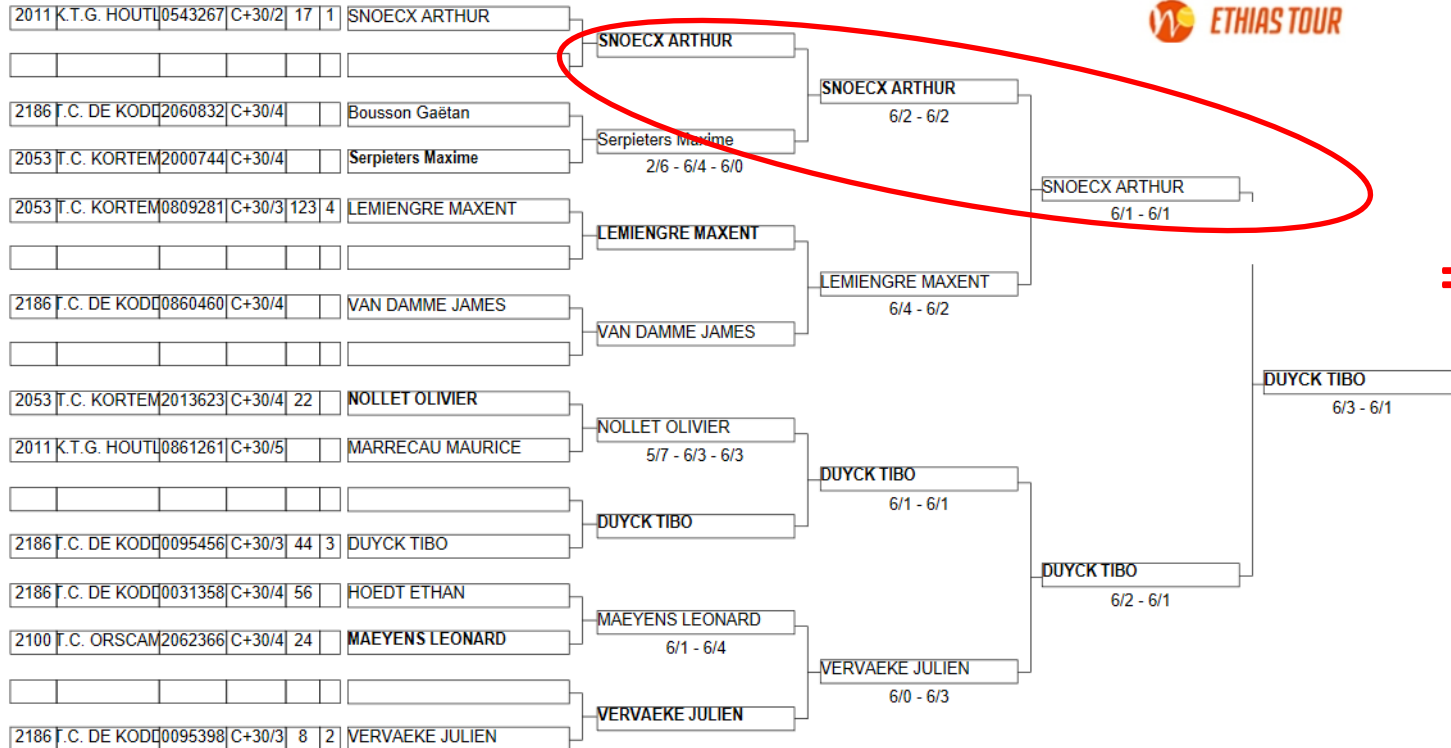 ETHIAS TOUR
2011 K.T.G. HOUTL 0543267 C+30/2 17 1 SNOECX ARTHUR
SNOECX ARTHUR
SNOECX ARTHUR
6/2 - 6/2
2186 T.C. DE KODD 2060832 C+30/4 Bousson Gaëtan
Serpieters Maxime
2/6 - 6/4 - 6/0
2053 T.C. KORTEM 2000744 C+30/4 Serpieters Maxime
SNOECX ARTHUR
6/1 - 6/1
2053 T.C. KORTEM 0809281 C+30/3 123 4 LEMIENGRE MAXENT
LEMIENGRE MAXENT
LEMIENGRE MAXENT
6/4 - 6/2
2186 T.C. DE KODD 0860460 C+30/4 VAN DAMME JAMES
VAN DAMME JAMES
DUYCK TIBO
6/3 - 6/1
2053 T.C. KORTEM 2013623 C+30/4 22 NOLLET OLIVIER
NOLLET OLIVIER
5/7 - 6/3 - 6/3
2011 K.T.G. HOUTL 0861261 C+30/5 MARRECAU MAURICE
DUYCK TIBO
6/1 - 6/1
DUYCK TIBO
2186 T.C. DE KODD 0095456 C+30/3 44 3 DUYCK TIBO
DUYCK TIBO
6/2 - 6/1
2186 T.C. DE KODD 0031358 C+30/4 56 HOEDT ETHAN
MAEYENS LEONARD
6/1 - 6/4
2100 T.C. ORSCAM 2062366 C+30/4 24 MAEYENS LEONARD
VERVAEKE JULIEN
6/0 - 6/3
VERVAEKE JULIEN
2186 T.C. DE KODD 0095398 C+30/3 8 2 VERVAEKE JULIEN